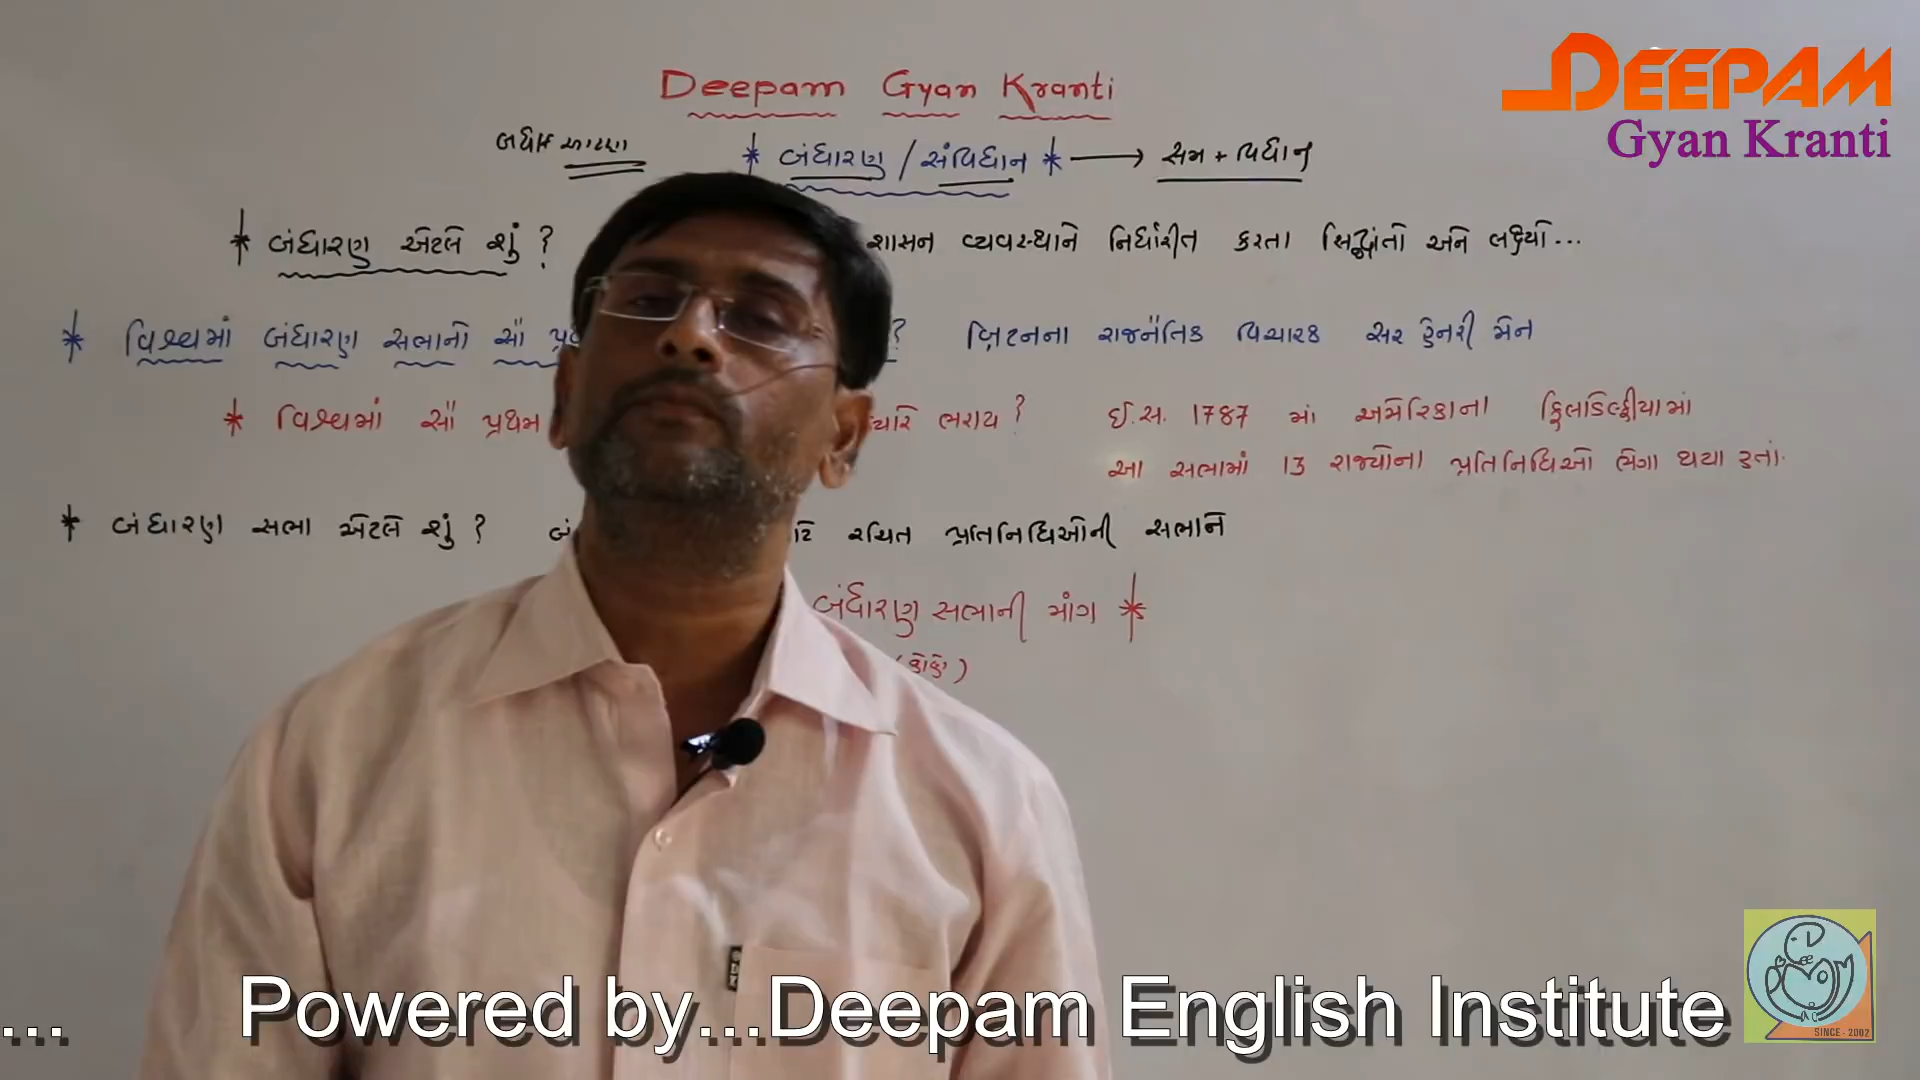 Deepam Gyan Kranti
DEEPAM
Gyan Kranti
* બંધારણ / સંવિધાન * → સમ + વિધાન
* બંધારણ એટલે શું ? શાસન વ્યવસ્થાને નિર્ધારીત કરતા સિદ્ધાંતો અને
* વિશ્વમાં બંધારણ સભાનો સૌ ? બ્રિટનના રાજનૈતિક વિચારક સર હેનરી મેન
* વિશ્વમાં સૌ પ્રથમ ભરાય ? ઈ.સ. 1787 માં અમેરિકાના ફિલાડેલ્ફીયામાં
આ સભામાં 13 રાજ્યોના પ્રતિનિધિઓ ભેગા થયા હતાં.
* બંધારણ સભા એટલે શું ? રચિત પ્રતિનિધિઓની સભાને
બંધારણ સભાની માંગ *
... Powered by...Deepam English Institute
SINCE - 2002